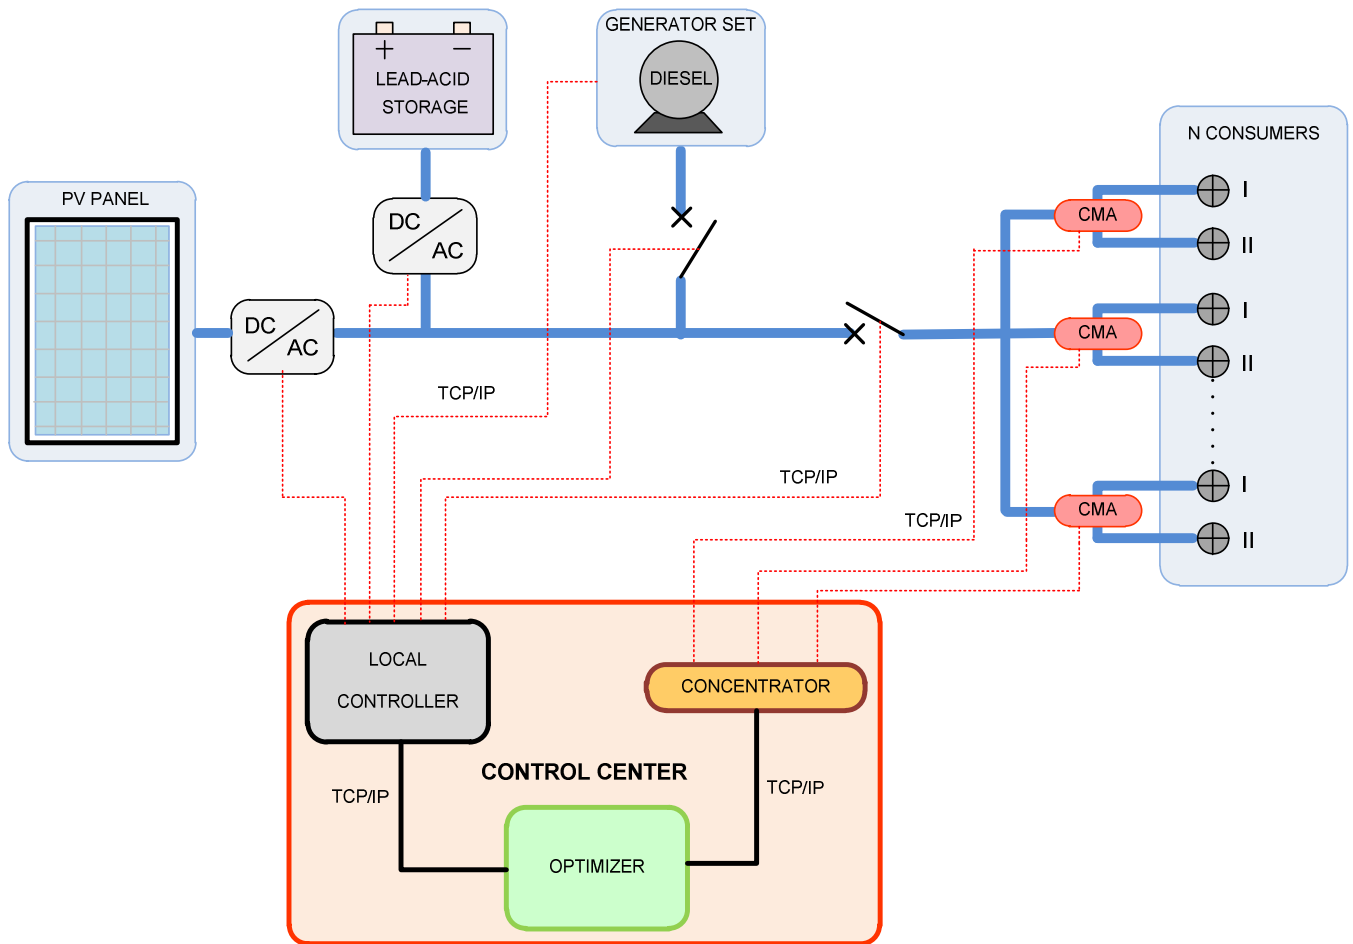 GENERATOR SET
DIESEL
+ −
LEAD-ACID
STORAGE
N CONSUMERS
PV PANEL
DC
AC
DC
AC
CMA
I
II
CMA
I
II
CMA
I
II
TCP/IP
TCP/IP
TCP/IP
LOCAL
CONTROLLER
CONCENTRATOR
CONTROL CENTER
TCP/IP
TCP/IP
OPTIMIZER